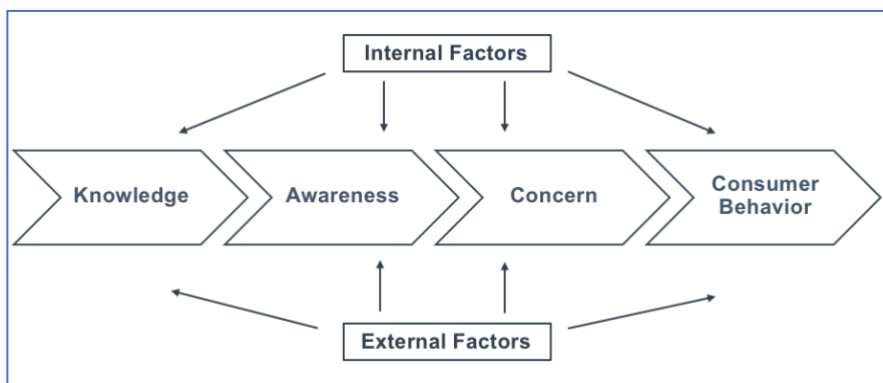 Internal Factors
Knowledge
Awareness
Concern
Consumer
Behavior
External Factors